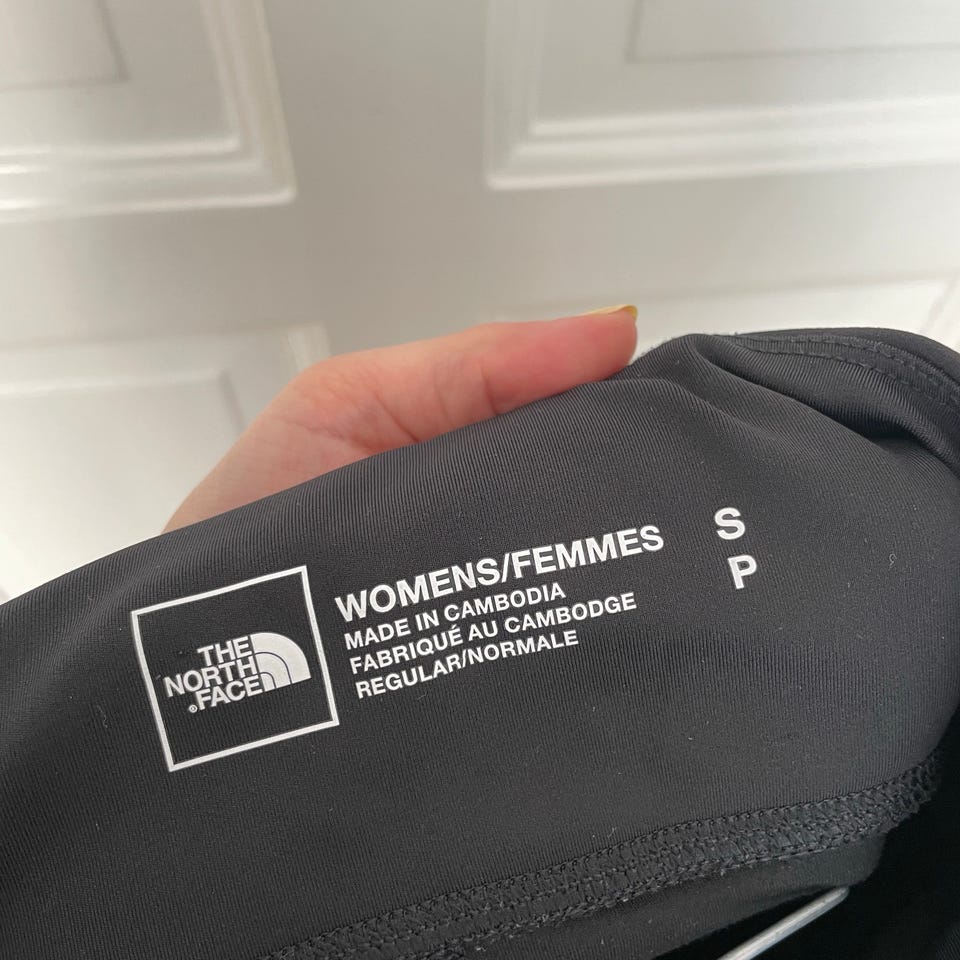 THE
NORTH
FACE®
WOMENS/FEMMES
MADE IN CAMBODIA
FABRIQUÉ AU CAMBODGE
REGULAR/NORMALE
S
P